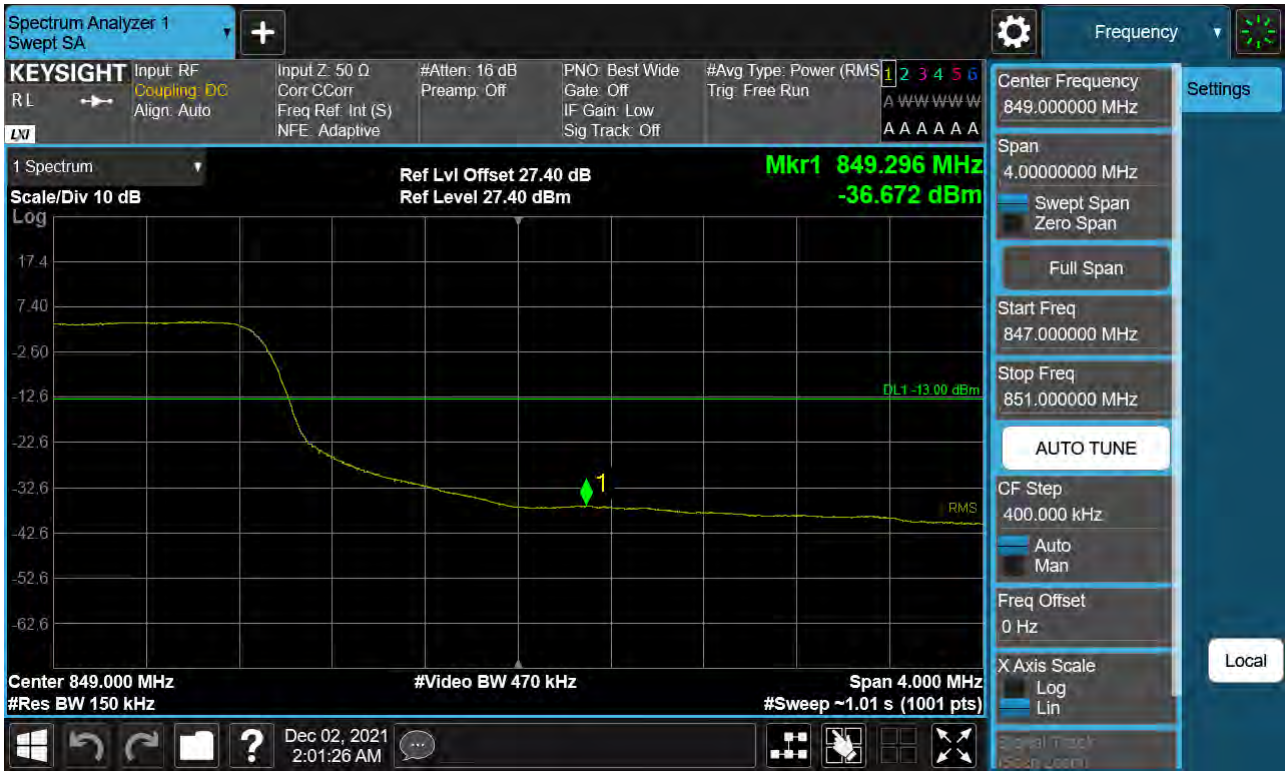 Spectrum Analyzer 1
Swept SA
+
Frequency
KEYSIGHT
RL
LXI
Input: RF
Coupling: DC
Align: Auto
Input Z: 50 Ω
Corr CCorr
Freq Ref: Int (S)
NFE: Adaptive
#Atten: 16 dB
Preamp: Off
PNO: Best Wide
Gate: Off
IF Gain: Low
Sig Track: Off
#Avg Type: Power (RMS
Trig: Free Run
1 2 3 4 5 6
A W W W W W
A A A A A A
1 Spectrum
Scale/Div 10 dB
Log
Ref Lvl Offset 27.40 dB
Ref Level 27.40 dBm
Mkr1 849.296 MHz
-36.672 dBm
17.4
7.40
-2.60
-12.6
-22.6
-32.6
-42.6
-52.6
-62.6
DL1 -13.00 dBm
1
RMS
Center 849.000 MHz
#Res BW 150 kHz
#Video BW 470 kHz
Span 4.000 MHz
#Sweep ~1.01 s (1001 pts)
Center Frequency
849.000000 MHz
Settings
Span
4.00000000 MHz
Swept Span
Zero Span
Full Span
Start Freq
847.000000 MHz
Stop Freq
851.000000 MHz
AUTO TUNE
CF Step
400.000 kHz
Auto
Man
Freq Offset
0 Hz
X Axis Scale
Log
Lin
Local
Signal Track
(Span Zoom)
?
Dec 02, 2021
2:01:26 AM